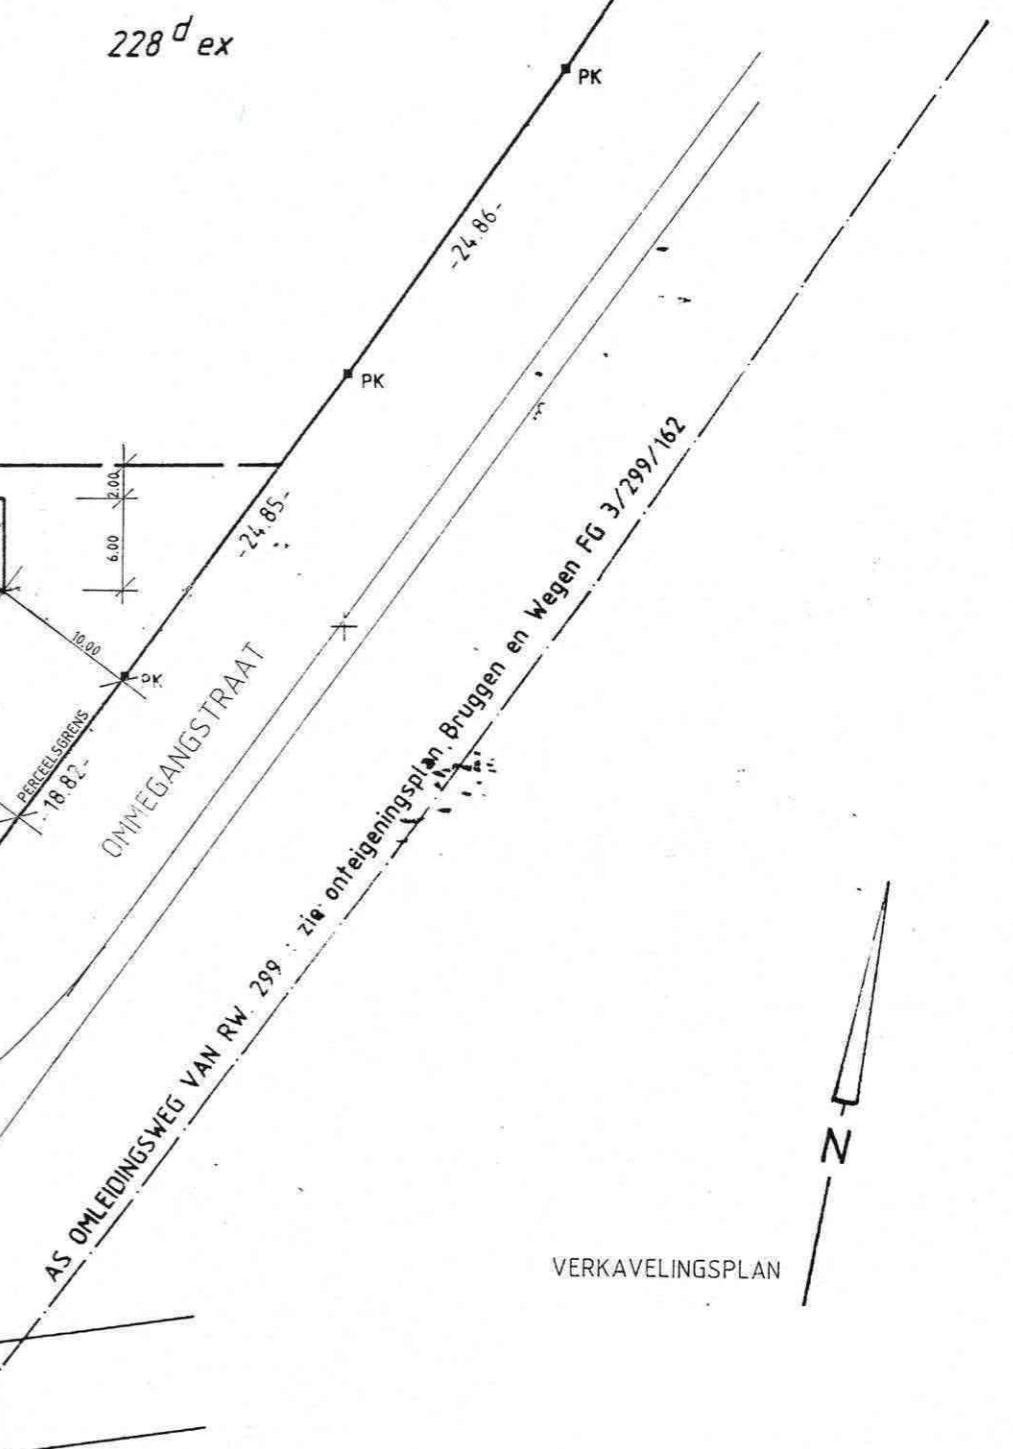 228 d ex
PK
-24.86-
PK
2.00
-24.85-
6.00
10.00
PK
PERCEELSGRENS
-18.82-
OMMEGANGSTRAAT
AS OMLEIDINGSWEG VAN RW. 299 : zie onteigeningsplan Bruggen en Wegen FG 3/299/162
N
VERKAVELINGSPLAN